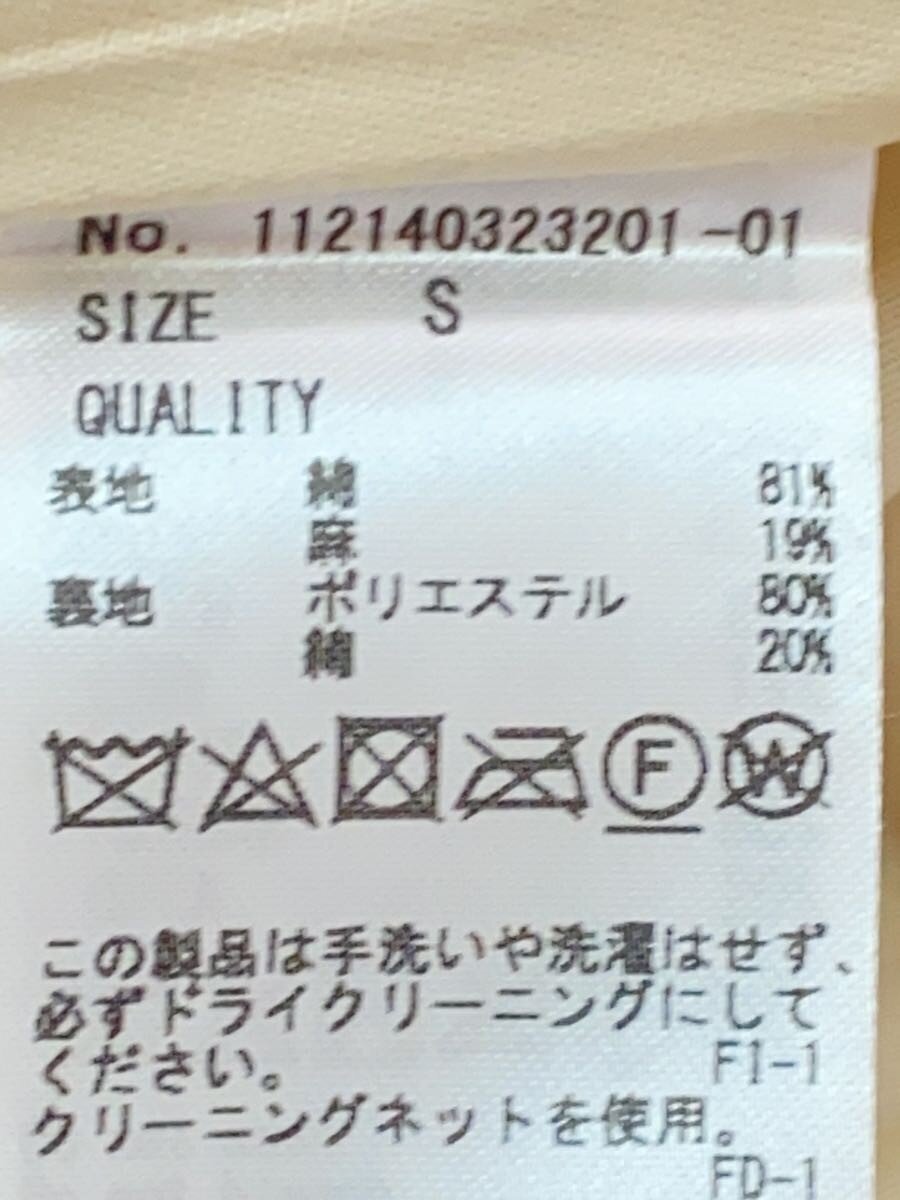 No. 112140323201-01
SIZE S
QUALITY
表地 綿 81%
麻 19%
裏地 ポリエステル 80%
綿 20%
F W
この製品は手洗いや洗濯はせず、
必ずドライクリーニングにして
ください。 F1-1
クリーニングネットを使用。
FD-1